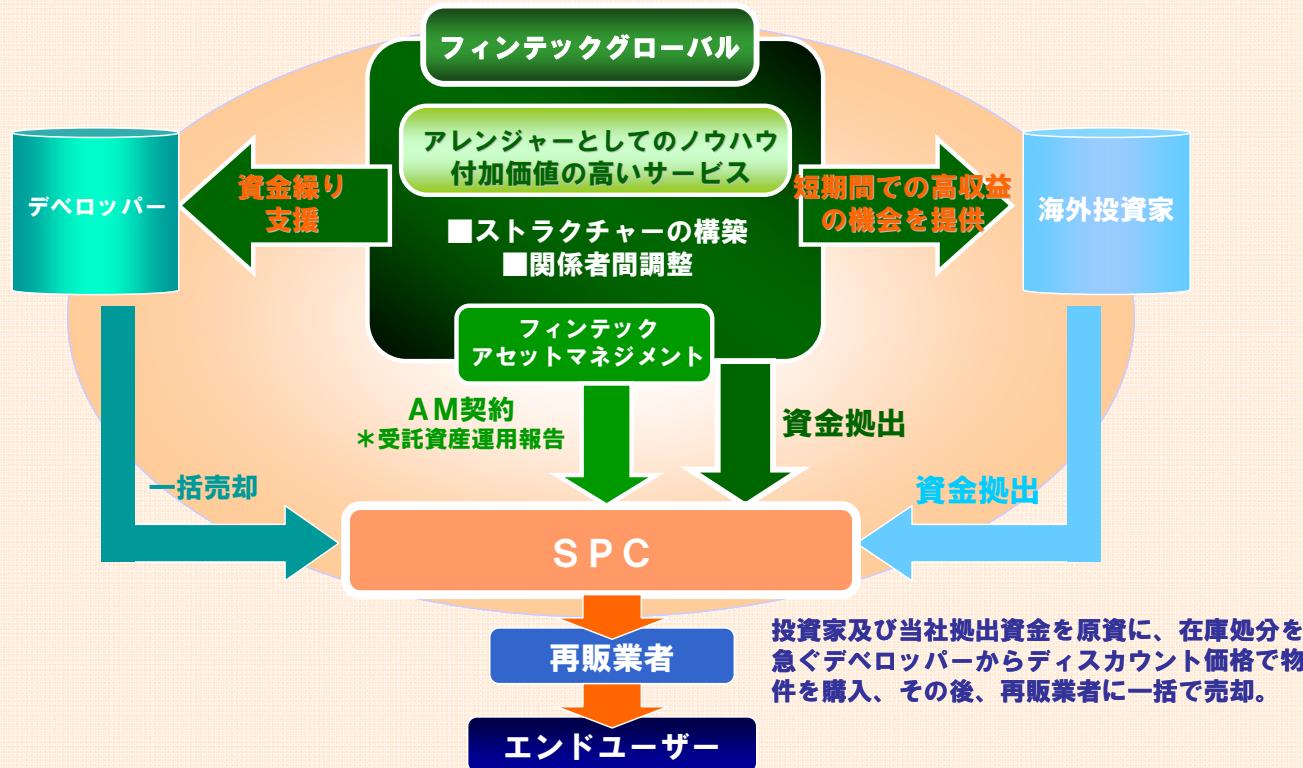 フィンテックグローバル
アレンジャーとしてのノウハウ
付加価値の高いサービス
デベロッパー
資金繰り
支援
短期間での高収益
の機会を提供
海外投資家
■ストラクチャーの構築
■関係者間調整
フィンテック
アセットマネジメント
ＡＭ契約
＊受託資産運用報告
資金拠出
一括売却
資金拠出
ＳＰＣ
再販業者
エンドユーザー
投資家及び当社拠出資金を原資に、在庫処分を
急ぐデベロッパーからディスカウント価格で物
件を購入、その後、再販業者に一括で売却。